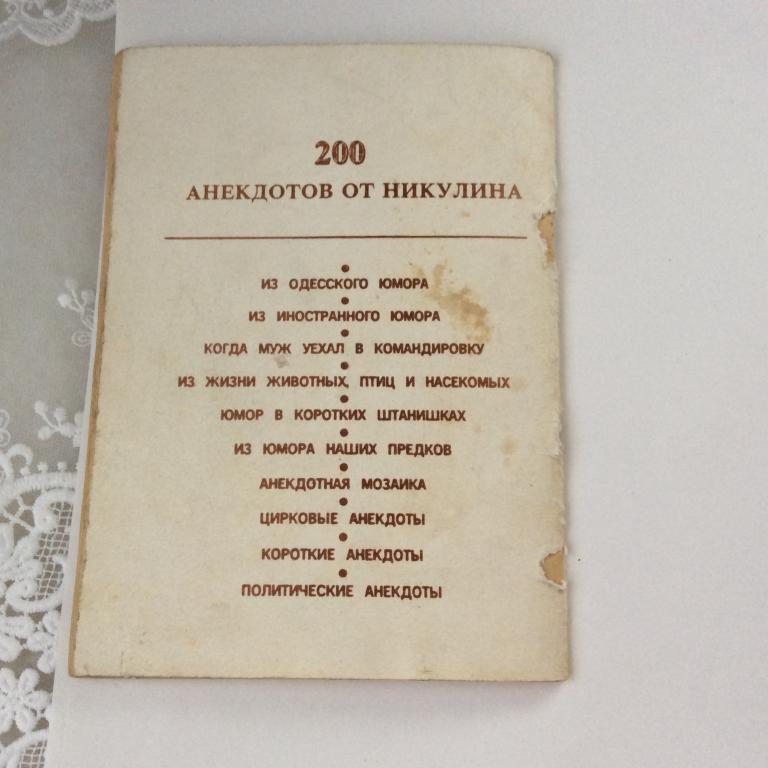 200
АНЕКДОТОВ ОТ НИКУЛИНА
ИЗ ОДЕССКОГО ЮМОРА
ИЗ ИНОСТРАННОГО ЮМОРА
КОГДА МУЖ УЕХАЛ В КОМАНДИРОВКУ
ИЗ ЖИЗНИ ЖИВОТНЫХ, ПТИЦ И НАСЕКОМЫХ
ЮМОР В КОРОТКИХ ШТАНИШКАХ
ИЗ ЮМОРА НАШИХ ПРЕДКОВ
АНЕКДОТНАЯ МОЗАИКА
ЦИРКОВЫЕ АНЕКДОТЫ
КОРОТКИЕ АНЕКДОТЫ
ПОЛИТИЧЕСКИЕ АНЕКДОТЫ